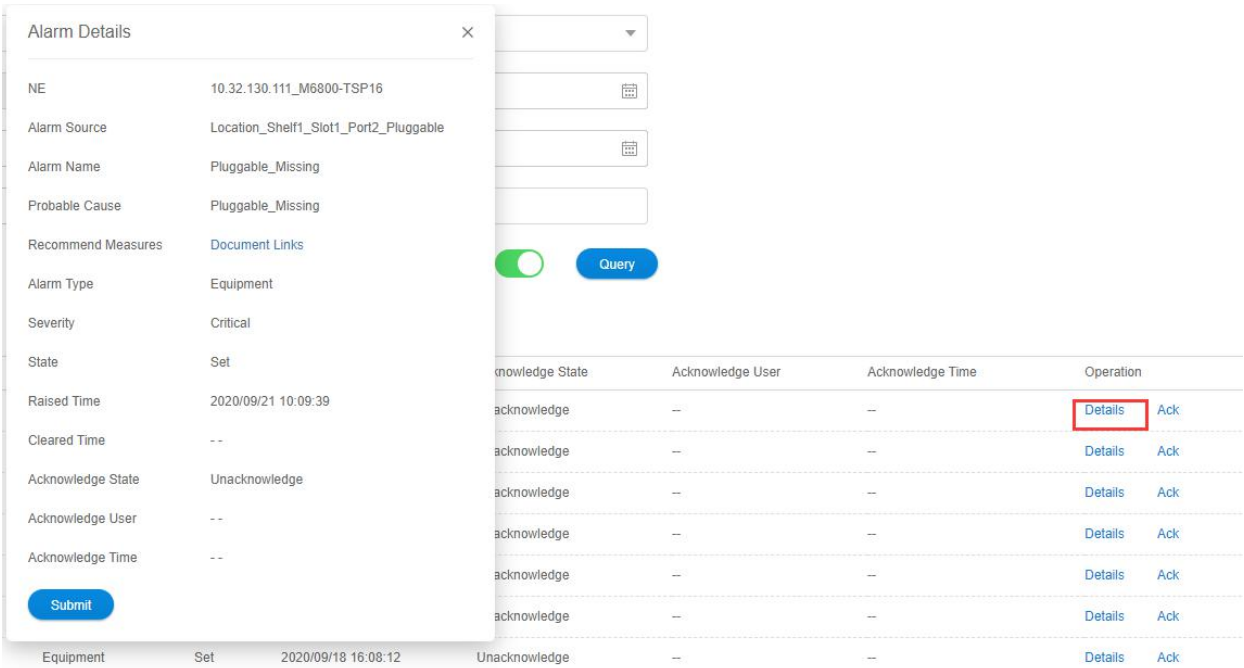 Alarm Details ×
NE 10.32.130.111_M6800-TSP16
Alarm Source Location_Shelf1_Slot1_Port2_Pluggable
Alarm Name Pluggable_Missing
Probable Cause Pluggable_Missing
Recommend Measures Document Links
Query
Alarm Type Equipment
Severity Critical
State Set
Raised Time 2020/09/21 10:09:39
Cleared Time - -
Acknowledge State Unacknowledge
Acknowledge User - -
Acknowledge Time - -
Submit
nowledge State Acknowledge User Acknowledge Time Operation
acknowledge -- -- Details Ack
acknowledge -- -- Details Ack
acknowledge -- -- Details Ack
acknowledge -- -- Details Ack
acknowledge -- -- Details Ack
acknowledge -- -- Details Ack
Equipment Set 2020/09/18 16:08:12 Unacknowledge -- -- Details Ack